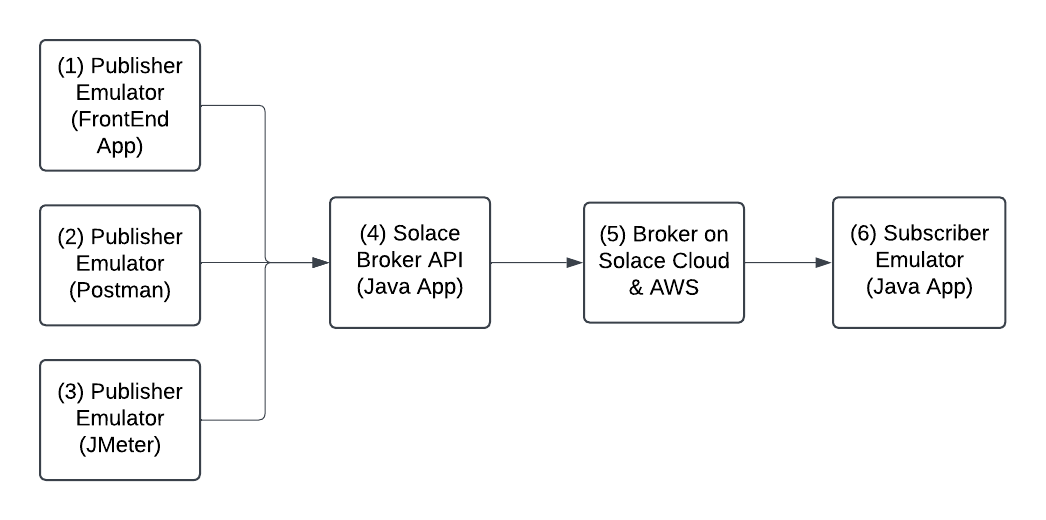 (1) Publisher
Emulator
(FrontEnd
App)
(2) Publisher
Emulator
(Postman)
(3) Publisher
Emulator
(JMeter)
(4) Solace
Broker API
(Java App)
(5) Broker on
Solace Cloud
& AWS
(6) Subscriber
Emulator
(Java App)